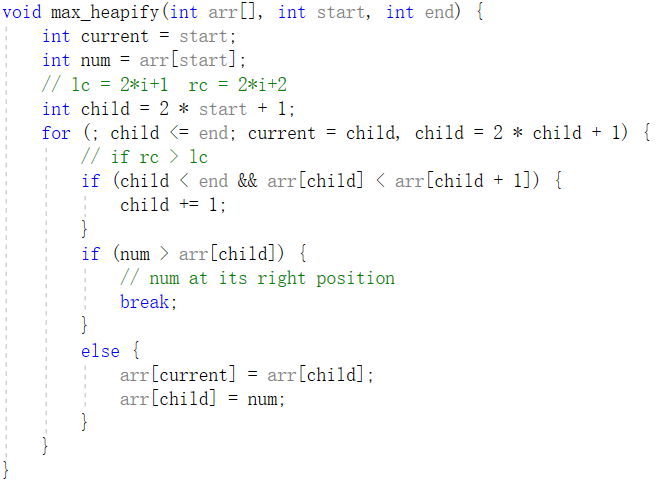 void max_heapify(int arr[], int start, int end) {
    int current = start;
    int num = arr[start];
    // lc = 2*i+1  rc = 2*i+2
    int child = 2 * start + 1;
    for (; child <= end; current = child, child = 2 * child + 1) {
        // if rc > lc
        if (child < end && arr[child] < arr[child + 1]) {
            child += 1;
        }
        if (num > arr[child]) {
            // num at its right position
            break;
        }
        else {
            arr[current] = arr[child];
            arr[child] = num;
        }
    }
}